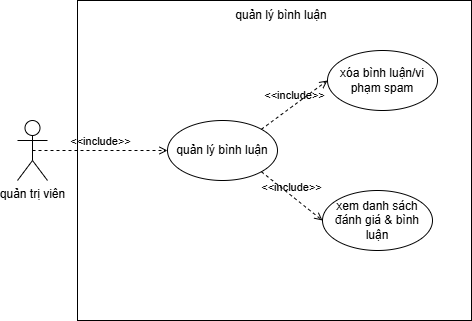 quản lý bình luận
xóa bình luận/vi
phạm spam
<<include>>
<<include>>
quản lý bình luận
quản trị viên
<<include>>
xem danh sách
đánh giá & bình
luận